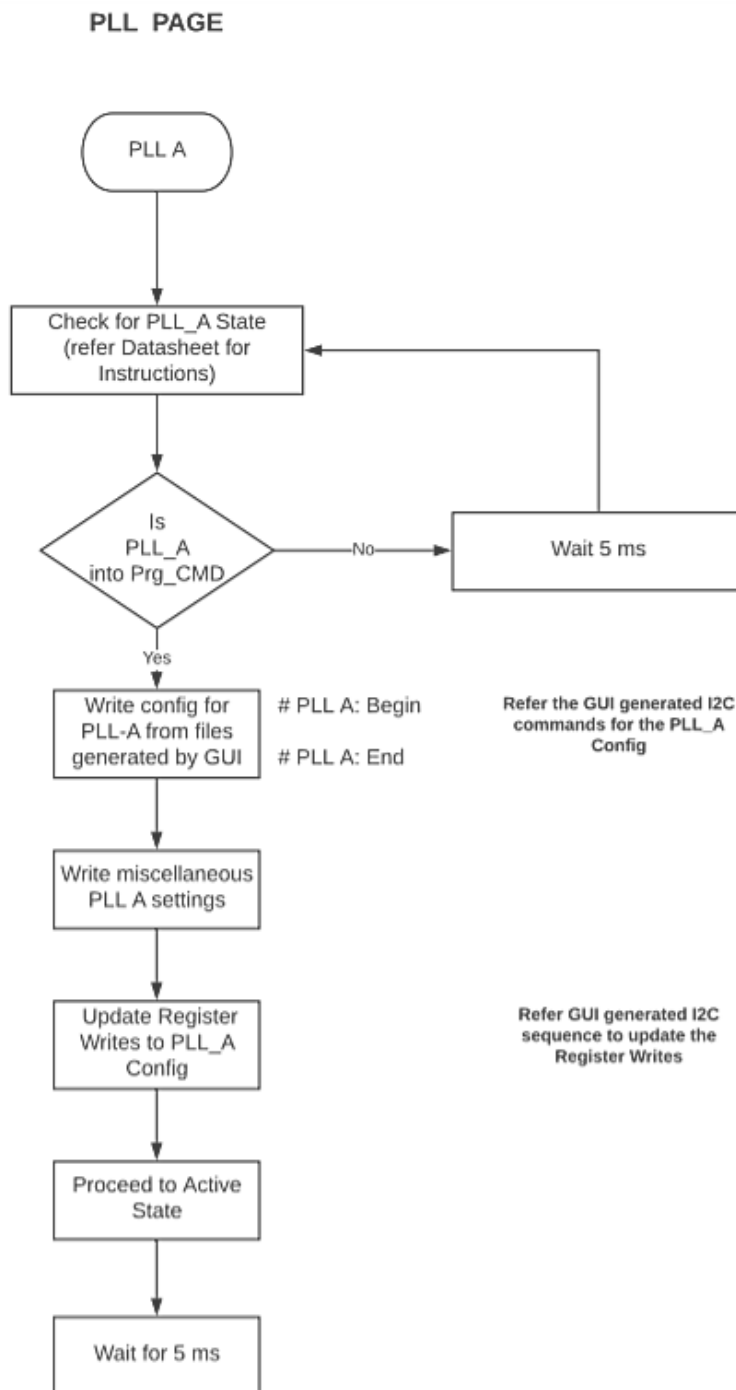 PLL PAGE
PLL A
Check for PLL_A State
(refer Datasheet for
Instructions)
Is
PLL_A
into Prg_CMD
No
Wait 5 ms
Yes
Write config for
PLL-A from files
generated by GUI
# PLL A: Begin
# PLL A: End
Refer the GUI generated I2C
commands for the PLL_A
Config
Write miscellaneous
PLL A settings
Update Register
Writes to PLL_A
Config
Refer GUI generated I2C
sequence to update the
Register Writes
Proceed to Active
State
Wait for 5 ms